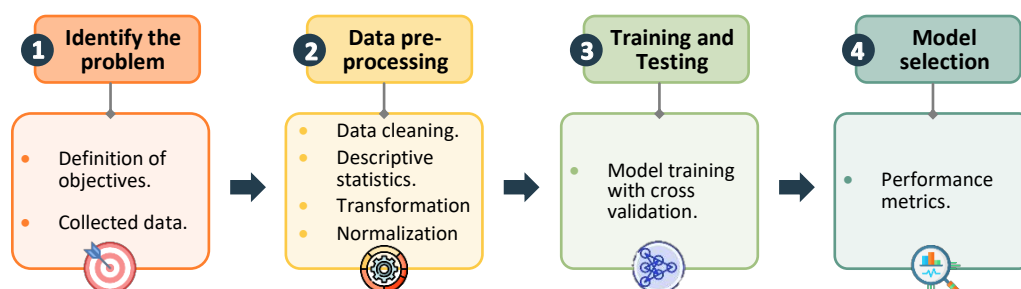 1
Identify the
problem
• Definition of
objectives.
• Collected data.
2
Data pre-
processing
• Data cleaning.
• Descriptive
statistics.
• Transformation
• Normalization
3
Training and
Testing
• Model training
with cross
validation.
4
Model
selection
• Performance
metrics.